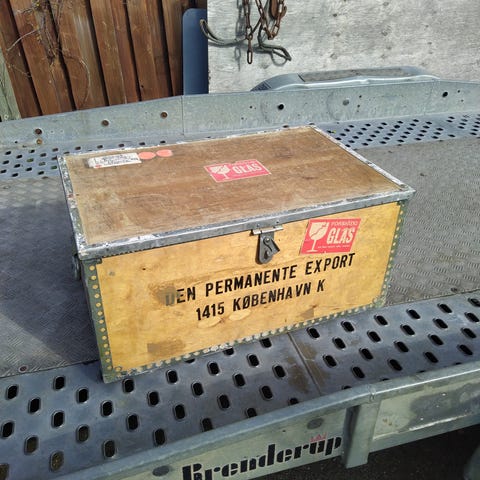 GLAS
FORSIGTIG
GLAS
DEN PERMANENTE EXPORT
1415 KØBENHAVN K
Brenderup